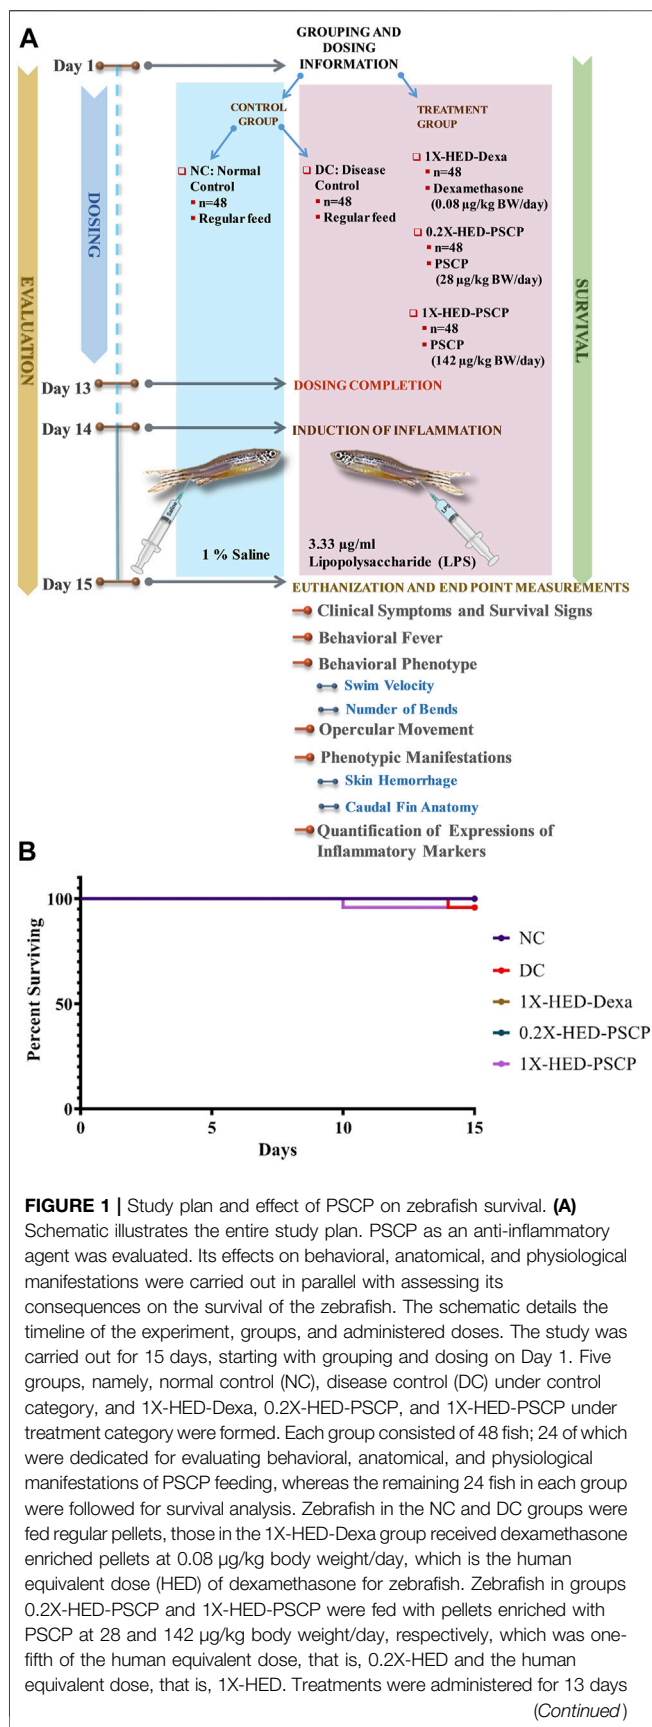 A
GROUPING AND
DOSING
INFORMATION
Day 1
CONTROL
GROUP
TREATMENT
GROUP
NC: Normal
Control
n=48
Regular feed
DC: Disease
Control
n=48
Regular feed
1X-HED-Dexa
n=48
Dexamethasone
(0.08 µg/kg BW/day)
0.2X-HED-PSCP
n=48
PSCP
(28 µg/kg BW/day)
1X-HED-PSCP
n=48
PSCP
(142 µg/kg BW/day)
EVALUATION
DOSING
SURVIVAL
Day 13
DOSING COMPLETION
Day 14
INDUCTION OF INFLAMMATION
Saline
LPS
1 % Saline
3.33 µg/ml
Lipopolysaccharide (LPS)
Day 15
EUTHANIZATION AND END POINT MEASUREMENTS
Clinical Symptoms and Survival Signs
Behavioral Fever
Behavioral Phenotype
Swim Velocity
Numder of Bends
Opercular Movement
Phenotypic Manifestations
Skin Hemorrhage
Caudal Fin Anatomy
Quantification of Expressions of
Inflammatory Markers
B
100
50
0
Percent Surviving
0 5 10 15
Days
NC
DC
1X-HED-Dexa
0.2X-HED-PSCP
1X-HED-PSCP
FIGURE 1 | Study plan and effect of PSCP on zebrafish survival. (A)
Schematic illustrates the entire study plan. PSCP as an anti-inflammatory
agent was evaluated. Its effects on behavioral, anatomical, and physiological
manifestations were carried out in parallel with assessing its
consequences on the survival of the zebrafish. The schematic details the
timeline of the experiment, groups, and administered doses. The study was
carried out for 15 days, starting with grouping and dosing on Day 1. Five
groups, namely, normal control (NC), disease control (DC) under control
category, and 1X-HED-Dexa, 0.2X-HED-PSCP, and 1X-HED-PSCP under
treatment category were formed. Each group consisted of 48 fish; 24 of which
were dedicated for evaluating behavioral, anatomical, and physiological
manifestations of PSCP feeding, whereas the remaining 24 fish in each group
were followed for survival analysis. Zebrafish in the NC and DC groups were
fed regular pellets, those in the 1X-HED-Dexa group received dexamethasone
enriched pellets at 0.08 µg/kg body weight/day, which is the human
equivalent dose (HED) of dexamethasone for zebrafish. Zebrafish in groups
0.2X-HED-PSCP and 1X-HED-PSCP were fed with pellets enriched with
PSCP at 28 and 142 µg/kg body weight/day, respectively, which was one-
fifth of the human equivalent dose, that is, 0.2X-HED and the human
equivalent dose, that is, 1X-HED. Treatments were administered for 13 days
(Continued)